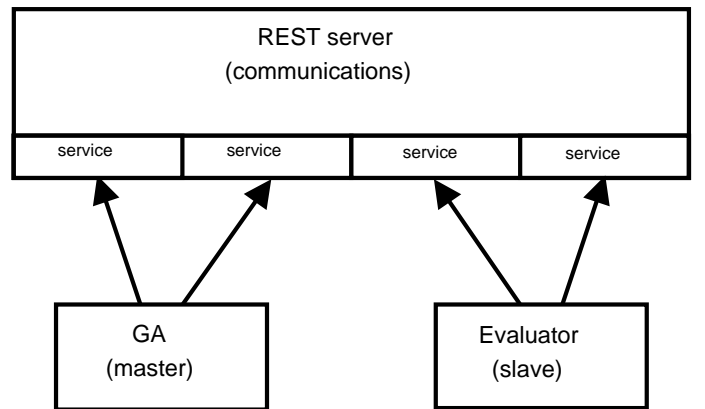 REST server
(communications)
service service service service
GA
(master)
Evaluator
(slave)